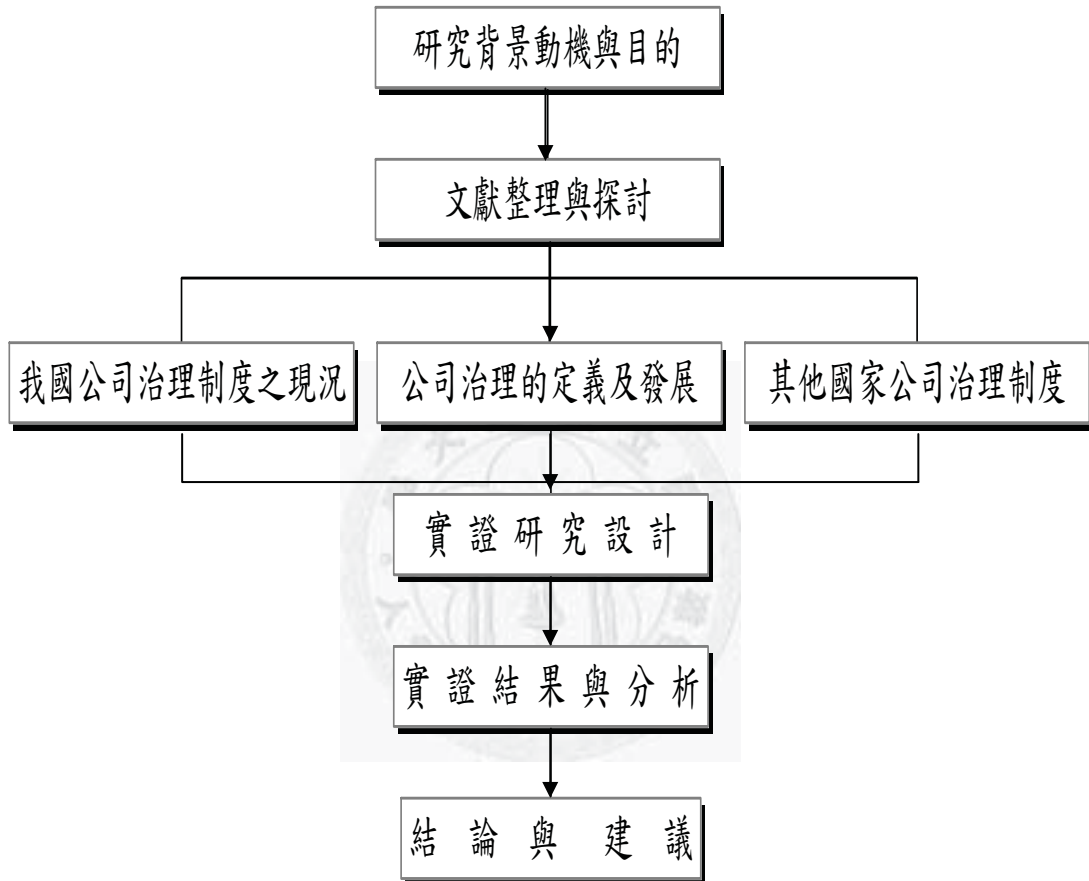 研究背景動機與目的
文獻整理與探討
我國公司治理制度之現況
公司治理的定義及發展
其他國家公司治理制度
實證研究設計
實證結果與分析
結論與建議